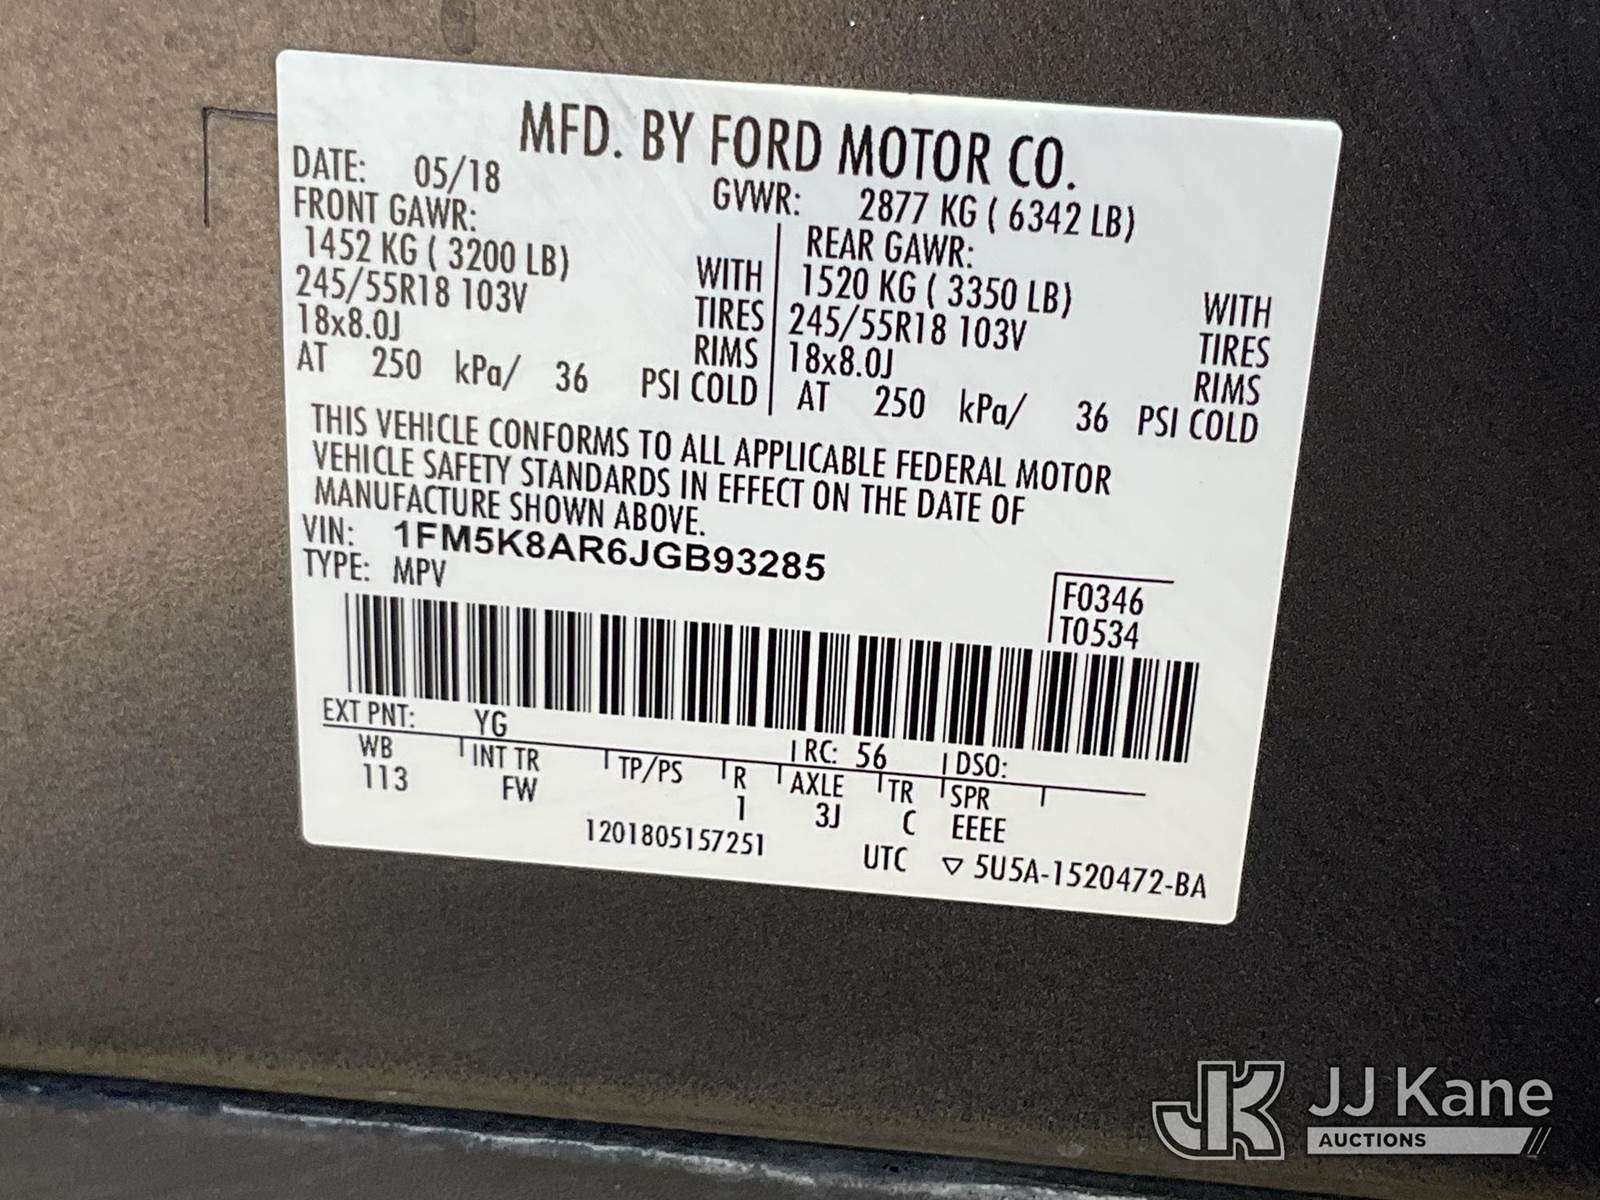 MFD. BY FORD MOTOR CO.
DATE: 05/18 GVWR: 2877 KG ( 6342 LB)
FRONT GAWR: REAR GAWR:
1452 KG ( 3200 LB) WITH 1520 KG ( 3350 LB) WITH
245/55R18 103V TIRES 245/55R18 103V TIRES
18x8.0J RIMS 18x8.0J RIMS
AT 250 kPa/ 36 PSI COLD AT 250 kPa/ 36 PSI COLD
THIS VEHICLE CONFORMS TO ALL APPLICABLE FEDERAL MOTOR
VEHICLE SAFETY STANDARDS IN EFFECT ON THE DATE OF
MANUFACTURE SHOWN ABOVE.
VIN: 1FM5K8AR6JGB93285
TYPE: MPV
F0346
T0534
EXT PNT: YG RC: 56 DSO:
WB INT TR TP/PS R AXLE TR SPR
113 FW 1 3J C EEEE
1201805157251 UTC ▽ 5U5A-1520472-BA
JK JJ Kane
AUCTIONS